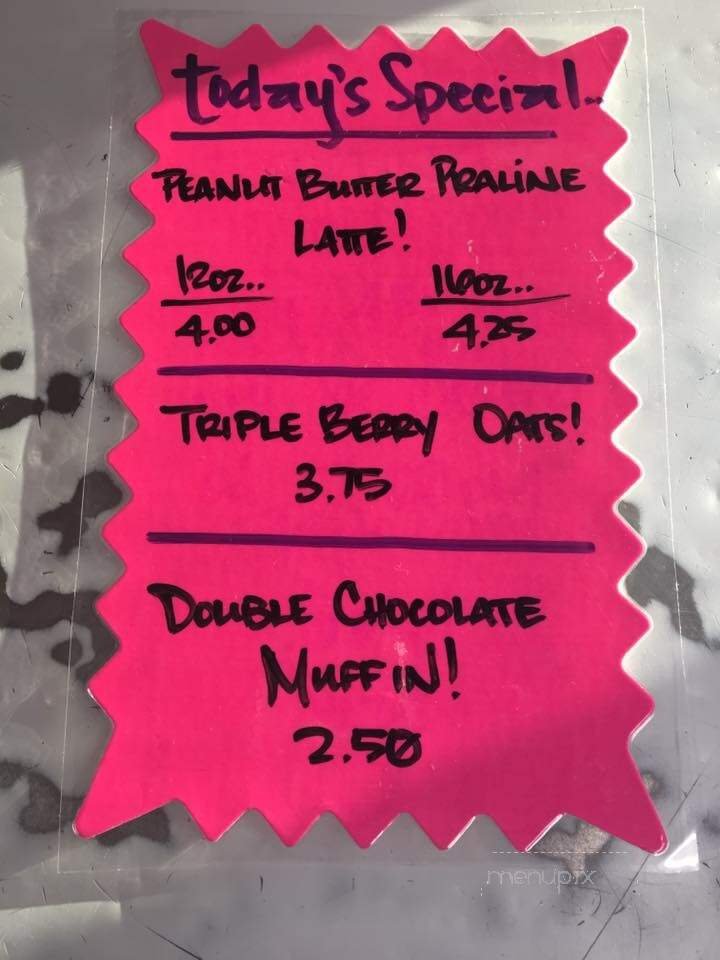 today's Special..
PEANUT BUTTER PRALINE
LATTE!
12oz.. 16oz..
4.00 4.25
TRIPLE BERRY OATS!
3.75
DOUBLE CHOCOLATE
MUFFIN!
2.50
menupix